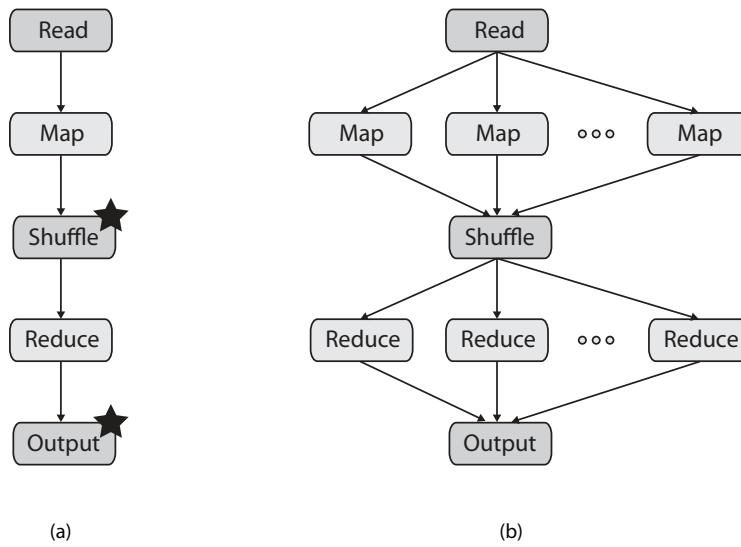 Read
Map
Shuffle
Reduce
Output
(a)
Read
Map Map Map
Shuffle
Reduce Reduce Reduce
Output
(b)